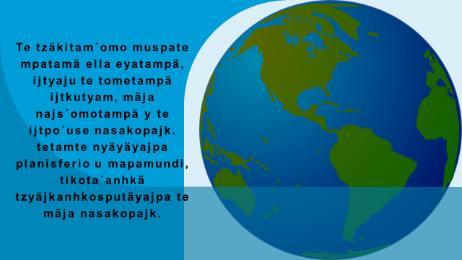 Te tzäkitam´omo muspate
mpatamä ella eyatampä,
ijtyaju te tometampä
ijtkutyam, mäja
najs´omotampä y te
ijtpo´use nasakopajk.
tetamte nyäyäyajpa
planisferio u mapamundi,
tikota´anhkä
tzyäjkanhkosputäyajpa te
mäja nasakopajk.